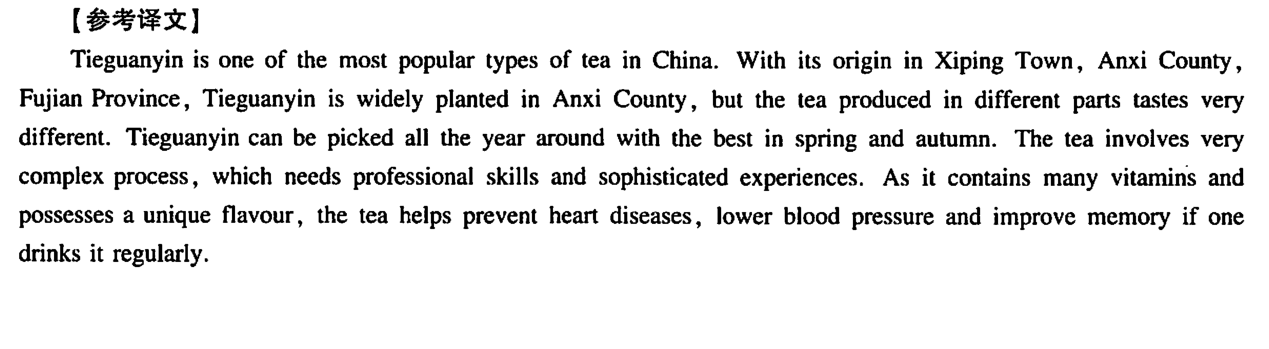 【参考译文】
Tieguanyin is one of the most popular types of tea in China. With its origin in Xiping Town, Anxi County,
Fujian Province, Tieguanyin is widely planted in Anxi County, but the tea produced in different parts tastes very
different. Tieguanyin can be picked all the year around with the best in spring and autumn. The tea involves very
complex process, which needs professional skills and sophisticated experiences. As it contains many vitamins and
possesses a unique flavour, the tea helps prevent heart diseases, lower blood pressure and improve memory if one
drinks it regularly.